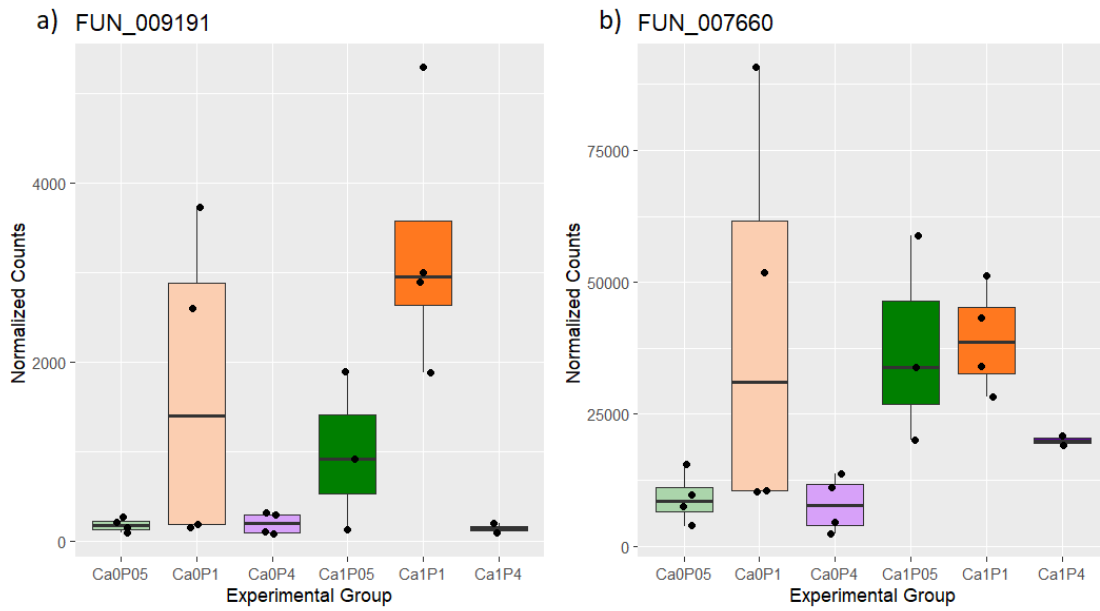 a) FUN_009191
Normalized Counts
4000
2000
0
Ca0P05 Ca0P1 Ca0P4 Ca1P05 Ca1P1 Ca1P4
Experimental Group
b) FUN_007660
Normalized Counts
75000
50000
25000
0
Ca0P05 Ca0P1 Ca0P4 Ca1P05 Ca1P1 Ca1P4
Experimental Group